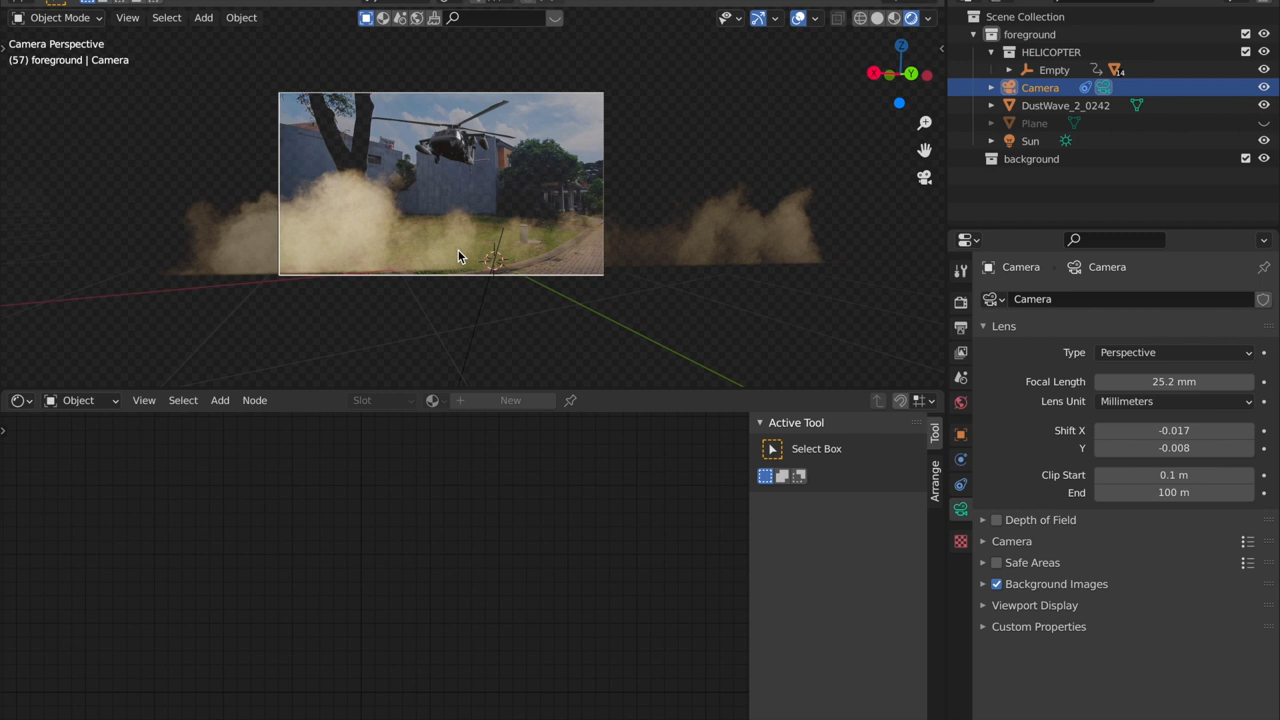 Object Mode View Select Add Object
Camera Perspective
(57) foreground | Camera
Z
X
Y
Scene Collection
foreground
HELICOPTER
Empty 14
Camera
DustWave_2_0242
Plane
Sun
background
Camera Camera
Camera
Lens
Type Perspective
Focal Length 25.2 mm
Lens Unit Millimeters
Shift X -0.017
Y -0.008
Clip Start 0.1 m
End 100 m
Depth of Field
Camera
Safe Areas
Background Images
Viewport Display
Custom Properties
Object View Select Add Node Slot New
Active Tool
Select Box
Tool
Arrange